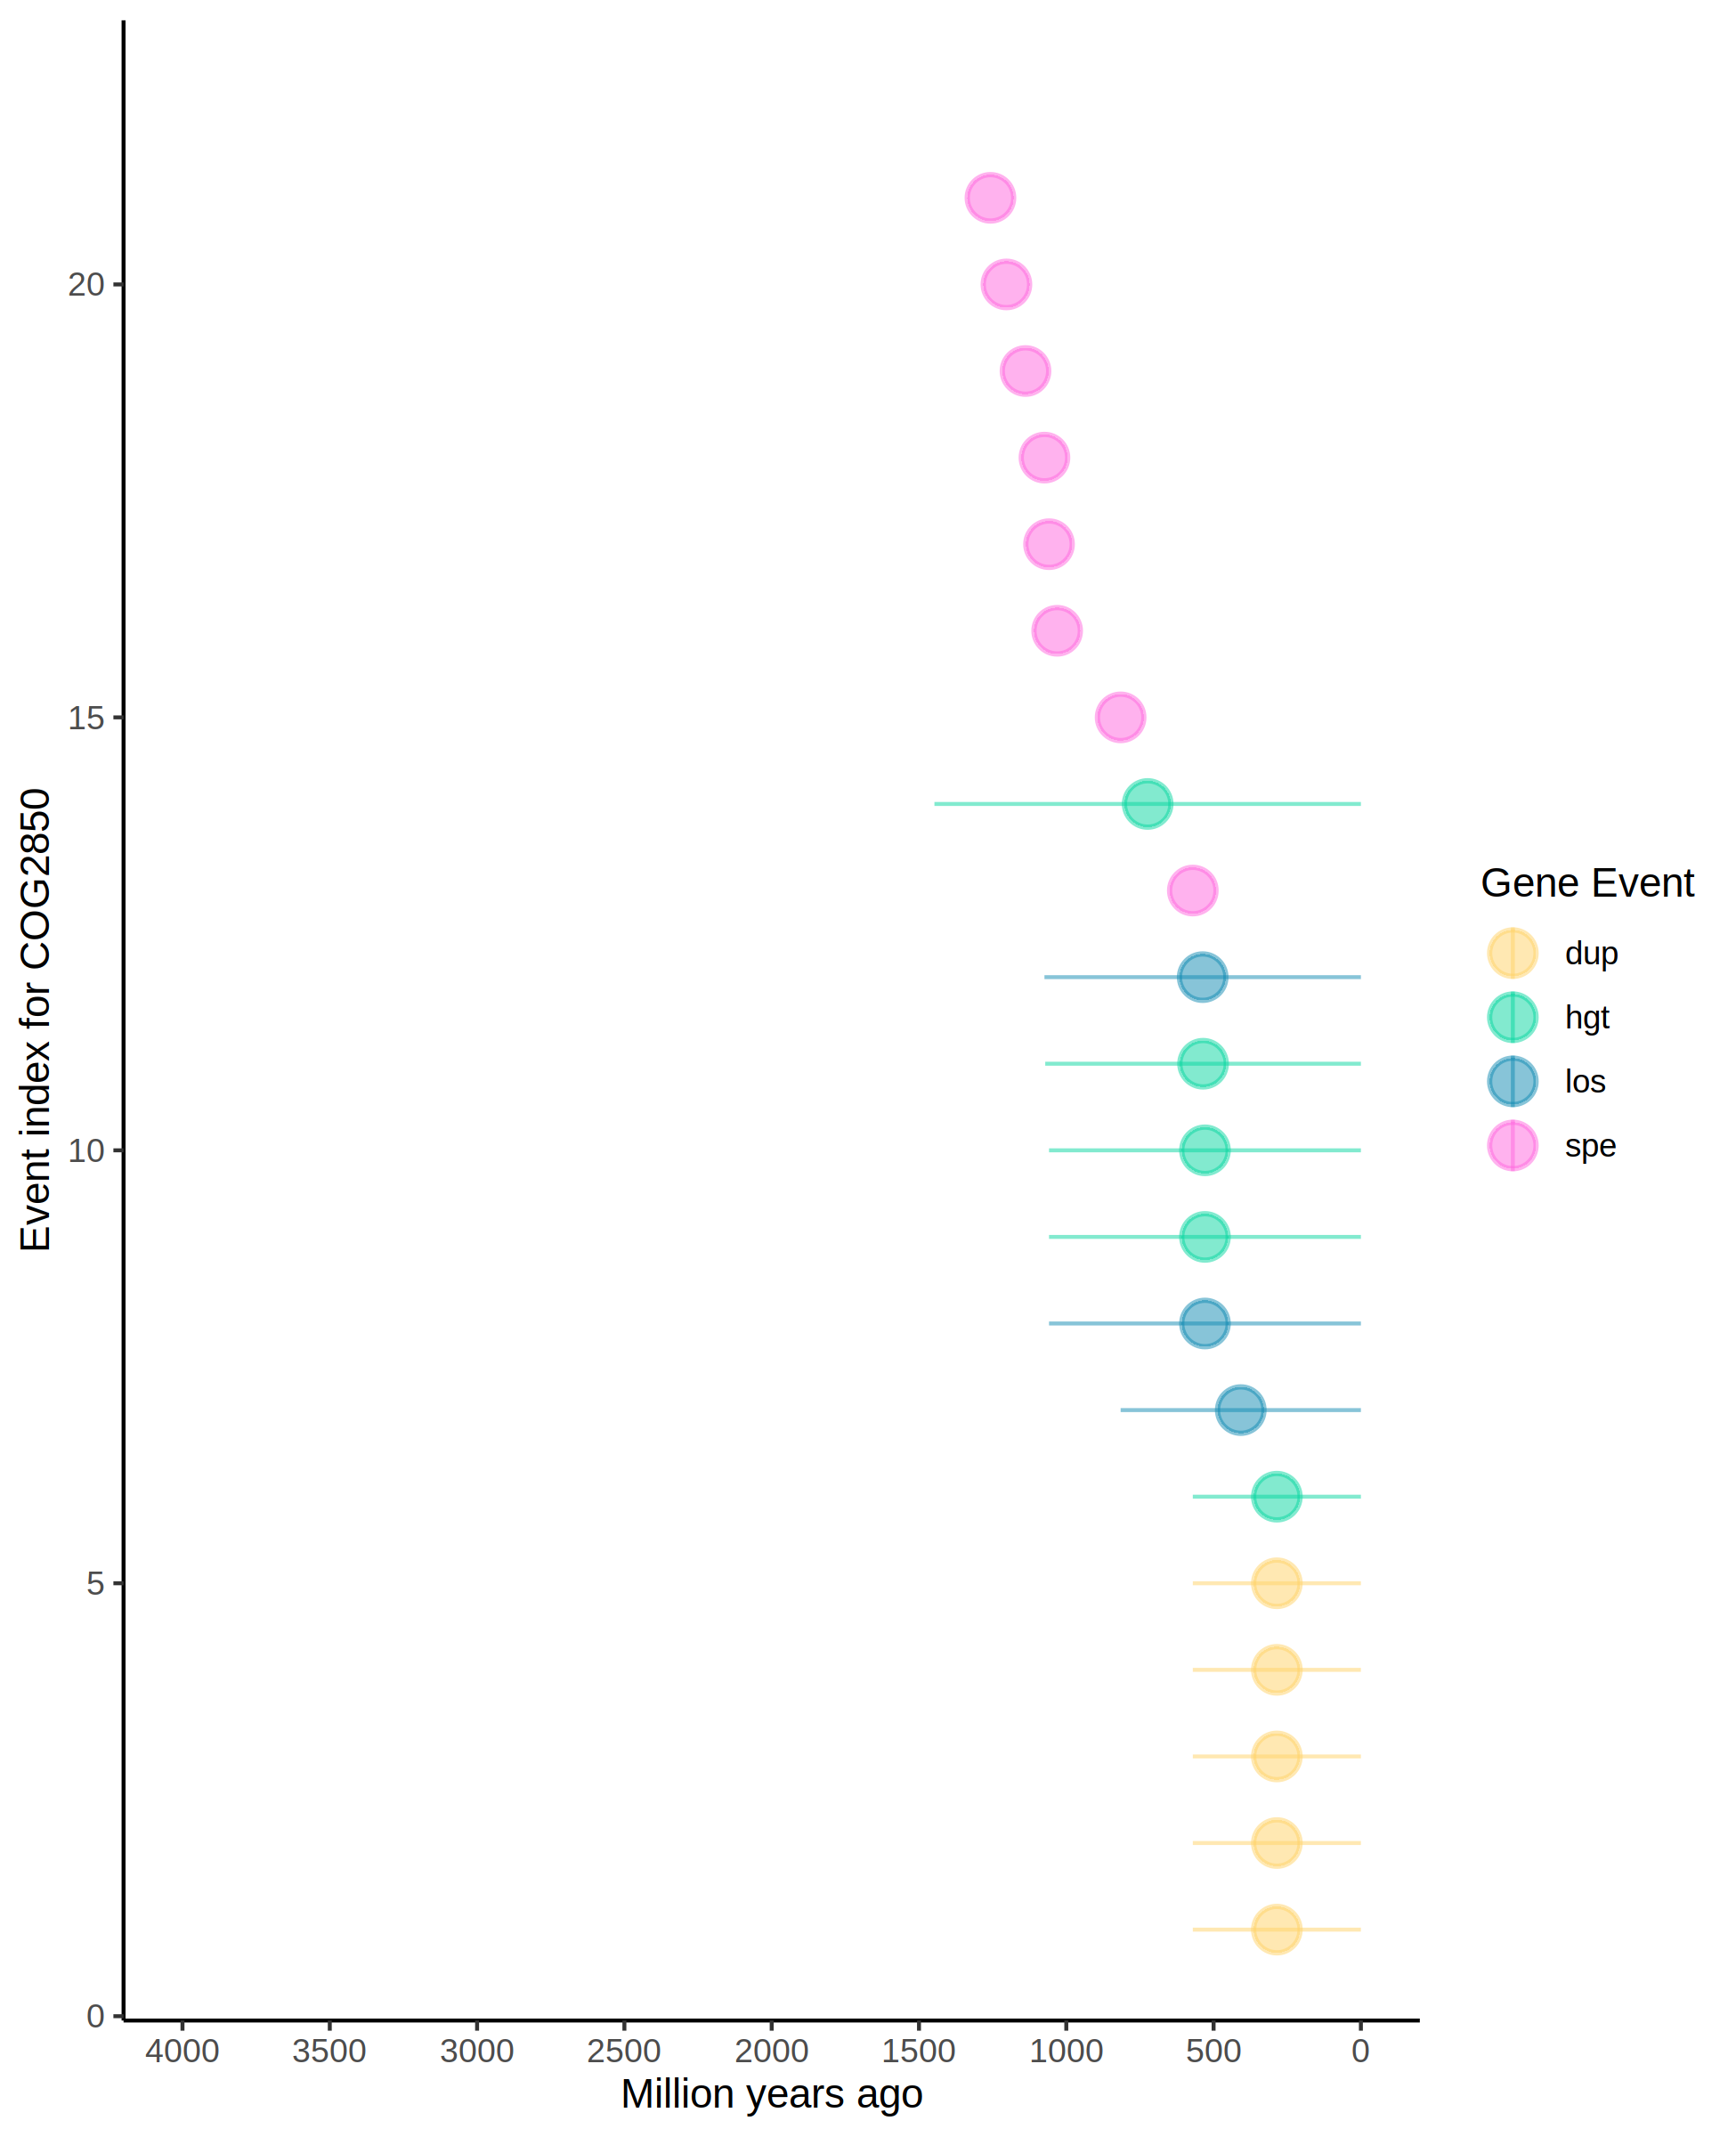 Event index for COG2850
20
15
10
5
0
4000 3500 3000 2500 2000 1500 1000 500 0
Million years ago
Gene Event
dup
hgt
los
spe